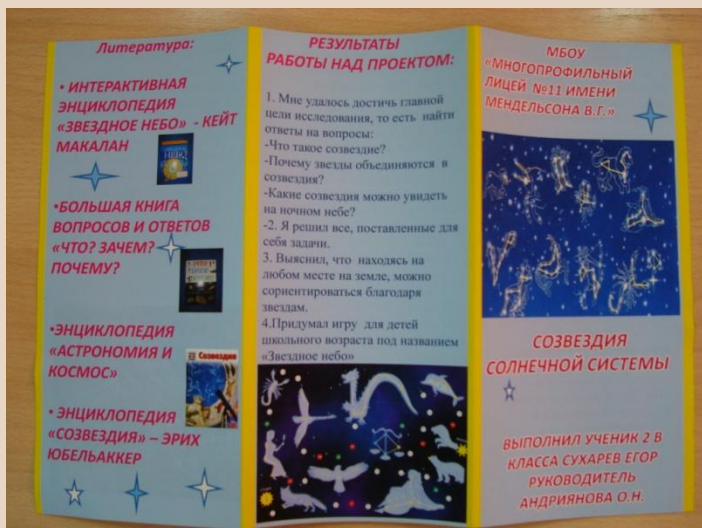 Литература:
• ИНТЕРАКТИВНАЯ
ЭНЦИКЛОПЕДИЯ
«ЗВЕЗДНОЕ НЕБО» - КЕЙТ
МАКАЛАН
•БОЛЬШАЯ КНИГА
ВОПРОСОВ И ОТВЕТОВ
«ЧТО? ЗАЧЕМ?
ПОЧЕМУ?
•ЭНЦИКЛОПЕДИЯ
«АСТРОНОМИЯ И
КОСМОС»
Созвездия
• ЭНЦИКЛОПЕДИЯ
«СОЗВЕЗДИЯ» – ЭРИХ
ЮБЕЛЬАККЕР
РЕЗУЛЬТАТЫ
РАБОТЫ НАД ПРОЕКТОМ:
1. Мне удалось достичь главной
цели исследования, то есть найти
ответы на вопросы:
-Что такое созвездие?
-Почему звезды объединяются в
созвездия?
-Какие созвездия можно увидеть
на ночном небе?
-2. Я решил все, поставленные для
себя задачи.
3. Выяснил, что находясь на
любом месте на земле, можно
сориентироваться благодаря
звездам.
4.Придумал игру для детей
школьного возраста под названием
«Звездное небо»
МБОУ
«МНОГОПРОФИЛЬНЫЙ
ЛИЦЕЙ №11 ИМЕНИ
МЕНДЕЛЬСОНА В.Г.»
СОЗВЕЗДИЯ
СОЛНЕЧНОЙ СИСТЕМЫ
ВЫПОЛНИЛ УЧЕНИК 2 В
КЛАССА СУХАРЕВ ЕГОР
РУКОВОДИТЕЛЬ
АНДРИЯНОВА О.Н.